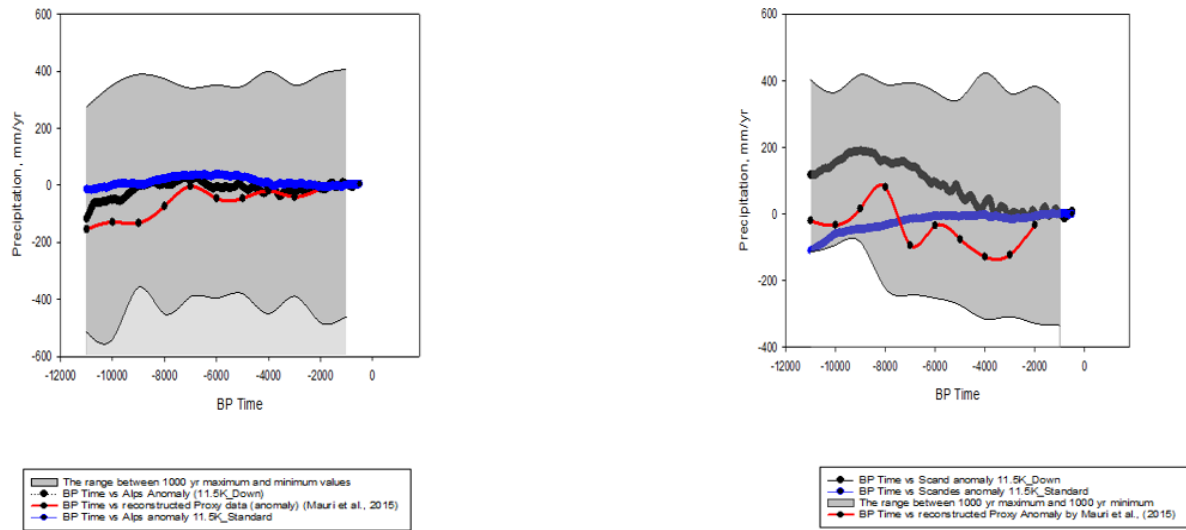 600
400
200
0
-200
-400
-600
Precipitation, mm/yr
-12000 -10000 -8000 -6000 -4000 -2000 0
BP Time
The range between 1000 yr maximum and minimum values
BP Time vs Alps Anomaly (11.5K_Down)
BP Time vs reconstructed Proxy data (anomaly) (Mauri et al., 2015)
BP Time vs Alps anomaly 11.5K_Standard
600
400
200
0
-200
-400
Precipitation, mm/yr
-12000 -10000 -8000 -6000 -4000 -2000 0
BP Time
BP Time vs Scand anomaly 11.5K_Down
BP Time vs Scandes anomaly 11.5K_Standard
The range between 1000 yr maximum and 1000 yr minimum
BP Time vs reconstructed Proxy Anomaly by Mauri et al., (2015)